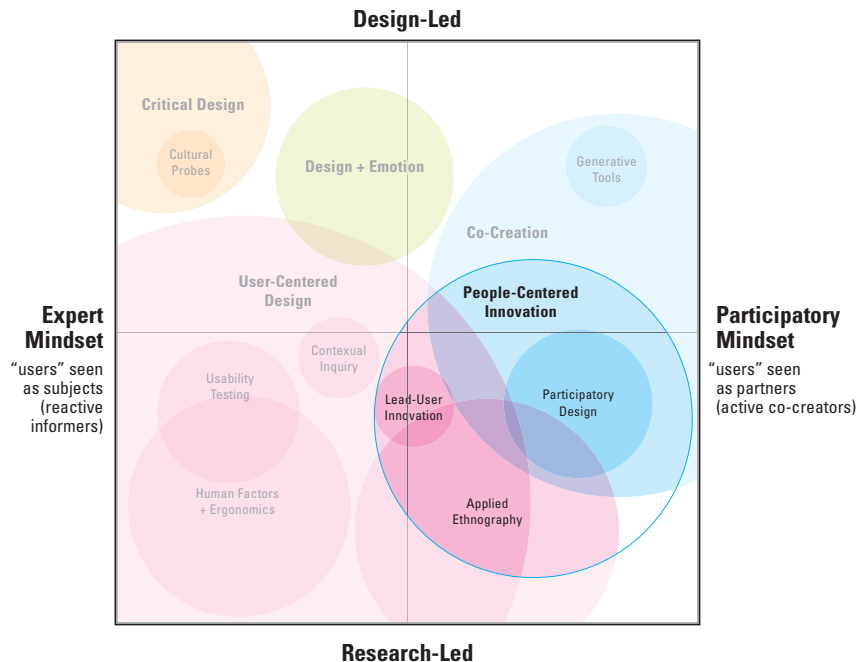 Design-Led
Critical Design
Cultural
Probes
Design + Emotion
Generative
Tools
Co-Creation
User-Centered
Design
People-Centered
Innovation
Expert
Mindset
“users” seen
as subjects
(reactive
informers)
Participatory
Mindset
“users” seen
as partners
(active co-creators)
Contexual
Inquiry
Usability
Testing
Lead-User
Innovation
Participatory
Design
Human Factors
+ Ergonomics
Applied
Ethnography
Research-Led